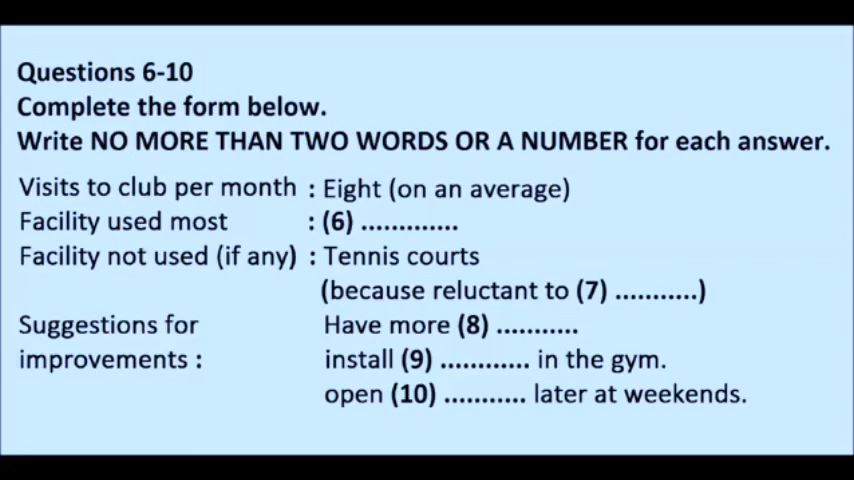 Questions 6-10
Complete the form below.
Write NO MORE THAN TWO WORDS OR A NUMBER for each answer.
Visits to club per month : Eight (on an average)
Facility used most : (6) .............
Facility not used (if any) : Tennis courts
(because reluctant to (7) ...........)
Suggestions for Have more (8) ...........
improvements : install (9) ............ in the gym.
open (10) ........... later at weekends.